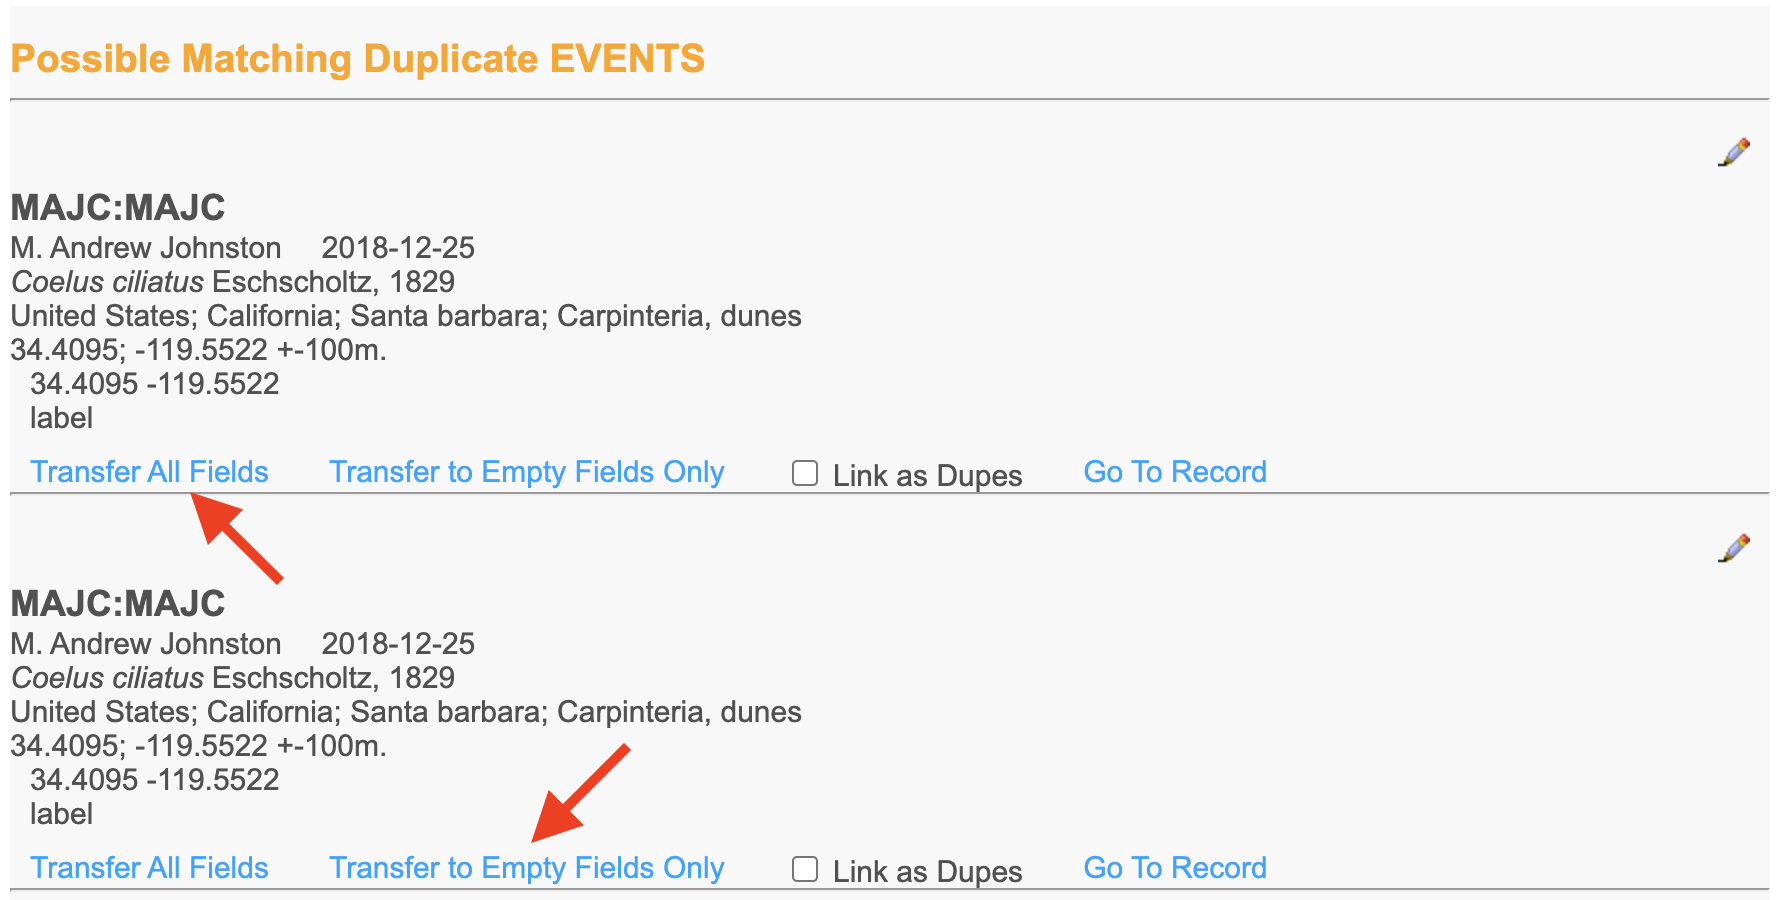 Possible Matching Duplicate EVENTS
MAJC:MAJC
M. Andrew Johnston 2018-12-25
Coelus ciliatus Eschscholtz, 1829
United States; California; Santa barbara; Carpinteria, dunes
34.4095; -119.5522 +-100m.
34.4095 -119.5522
label
Transfer All Fields Transfer to Empty Fields Only Link as Dupes Go To Record
MAJC:MAJC
M. Andrew Johnston 2018-12-25
Coelus ciliatus Eschscholtz, 1829
United States; California; Santa barbara; Carpinteria, dunes
34.4095; -119.5522 +-100m.
34.4095 -119.5522
label
Transfer All Fields Transfer to Empty Fields Only Link as Dupes Go To Record